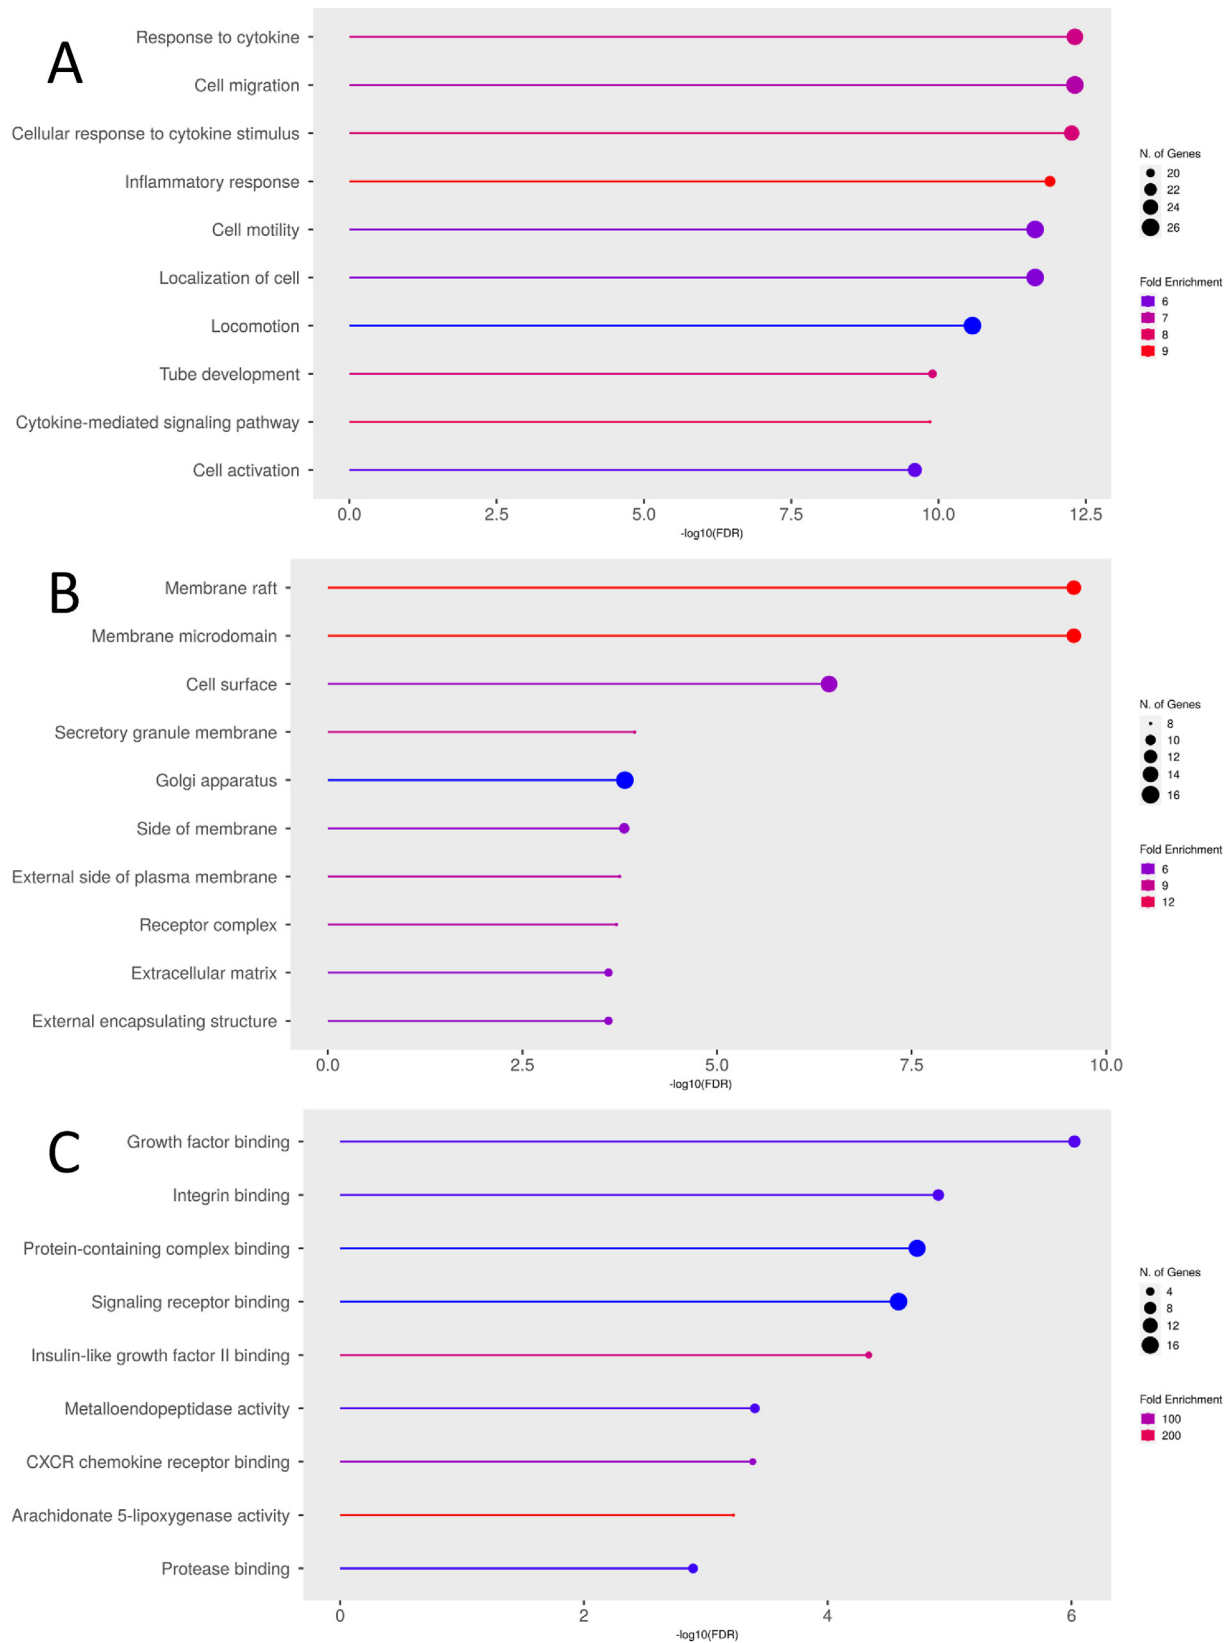 A
Response to cytokine
Cell migration
Cellular response to cytokine stimulus
Inflammatory response
Cell motility
Localization of cell
Locomotion
Tube development
Cytokine-mediated signaling pathway
Cell activation
0.0 2.5 5.0 7.5 10.0 12.5
-log10(FDR)
N. of Genes
20
22
24
26
Fold Enrichment
6
7
8
9
B
Membrane raft
Membrane microdomain
Cell surface
Secretory granule membrane
Golgi apparatus
Side of membrane
External side of plasma membrane
Receptor complex
Extracellular matrix
External encapsulating structure
0.0 2.5 5.0 7.5 10.0
-log10(FDR)
N. of Genes
8
10
12
14
16
Fold Enrichment
6
9
12
C
Growth factor binding
Integrin binding
Protein-containing complex binding
Signaling receptor binding
Insulin-like growth factor II binding
Metalloendopeptidase activity
CXCR chemokine receptor binding
Arachidonate 5-lipoxygenase activity
Protease binding
0 2 4 6
-log10(FDR)
N. of Genes
4
8
12
16
Fold Enrichment
100
200